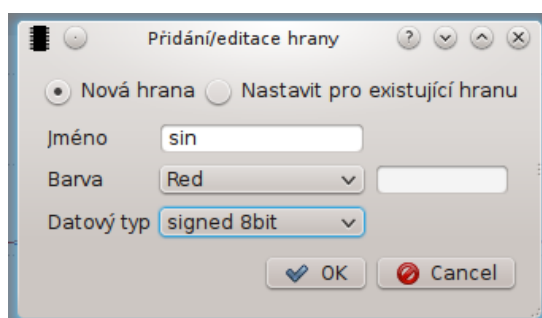 Přidání/editace hrany
Nová hrana Nastavit pro existující hranu
Jméno sin
Barva Red
Datový typ signed 8bit
OK Cancel